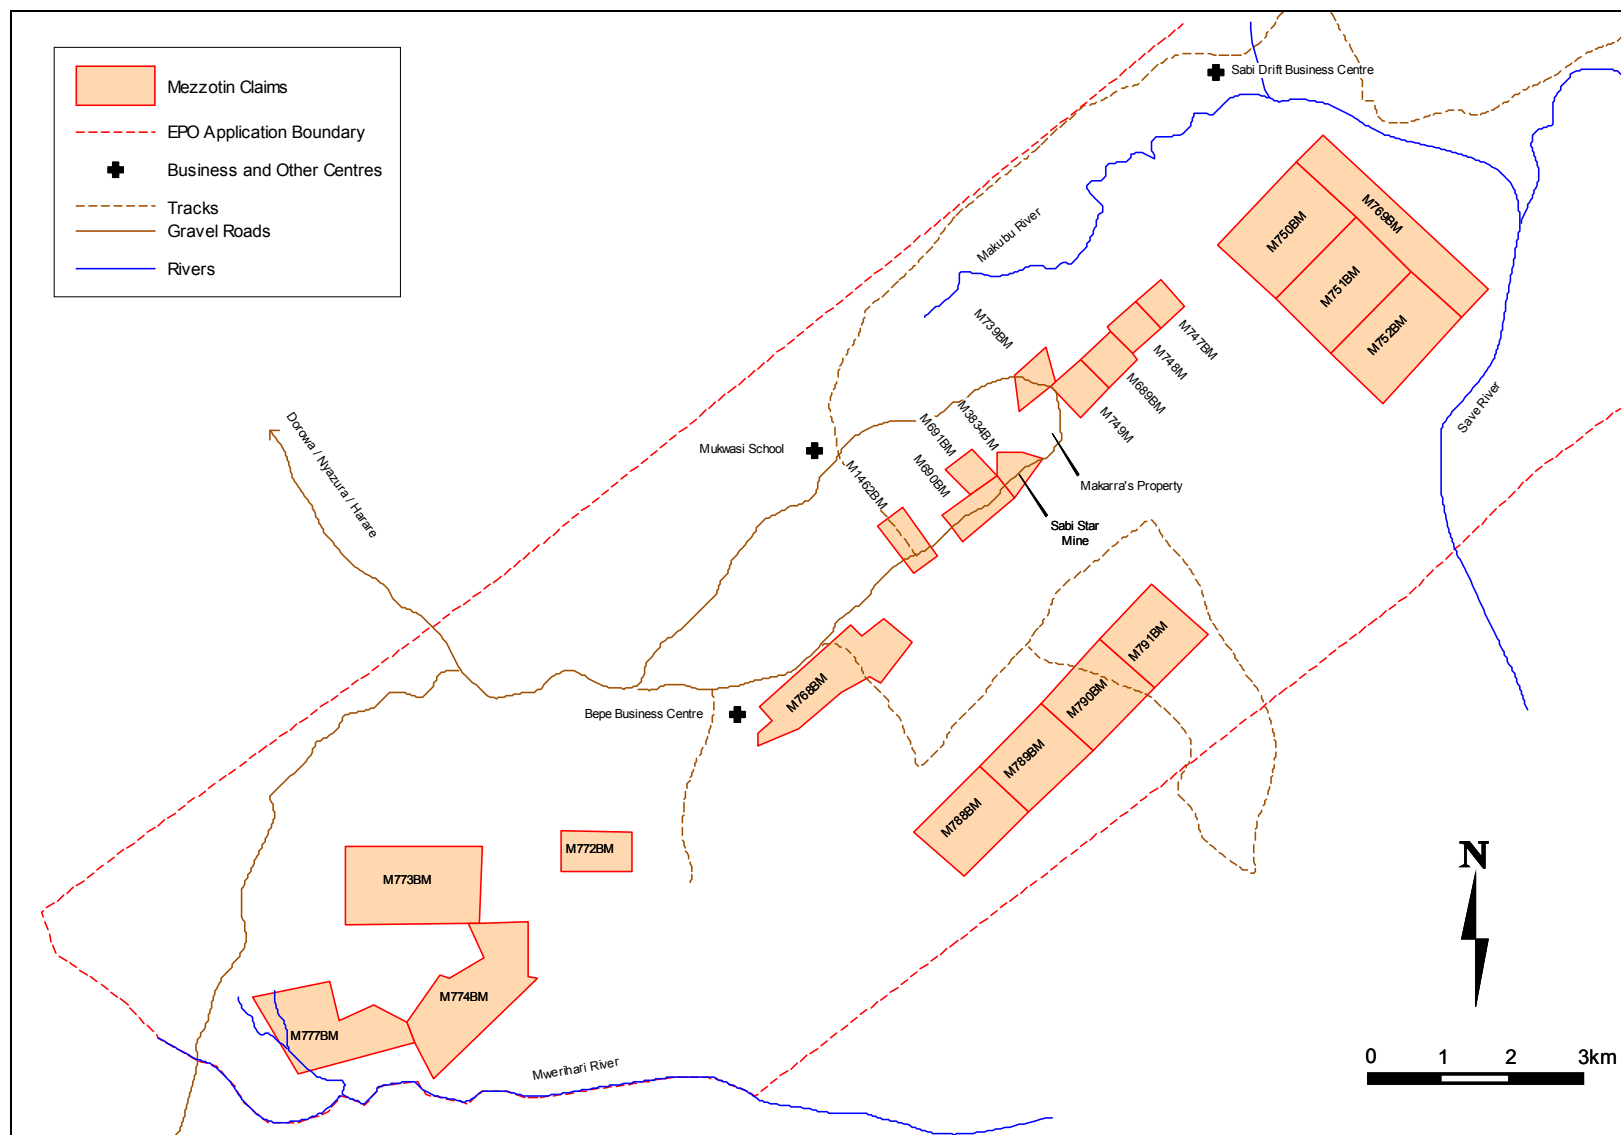 Mezzotin Claims
EPO Application Boundary
Business and Other Centres
Tracks
Gravel Roads
Rivers
Sabi Drift Business Centre
Makubu River
M769BM
M750BM
M751BM
M752BM
M739BM
M747BM
M748M
M689BM
M749M
Save River
Dorowa / Nyazura / Harare
Mukwasi School
M3834BM
M691BM
M690BM
M1462BM
Makarra's Property
Sabi Star
Mine
M791BM
M790BM
M789BM
M788BM
M768BM
Bepe Business Centre
M772BM
M773BM
M774BM
M777BM
Mwerihari River
N
0 1 2 3km